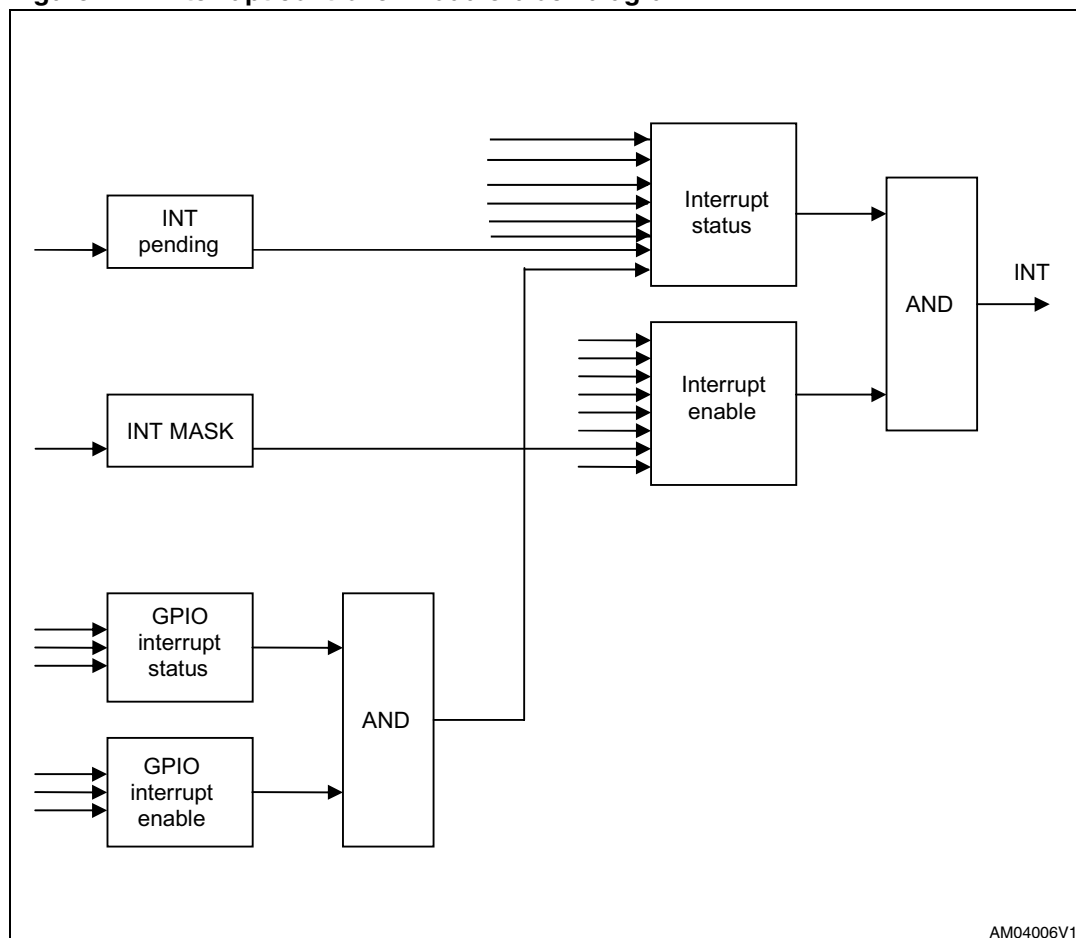 INT
pending
Interrupt
status
INT
AND
Interrupt
enable
INT MASK
GPIO
interrupt
status
AND
GPIO
interrupt
enable
AM04006V1